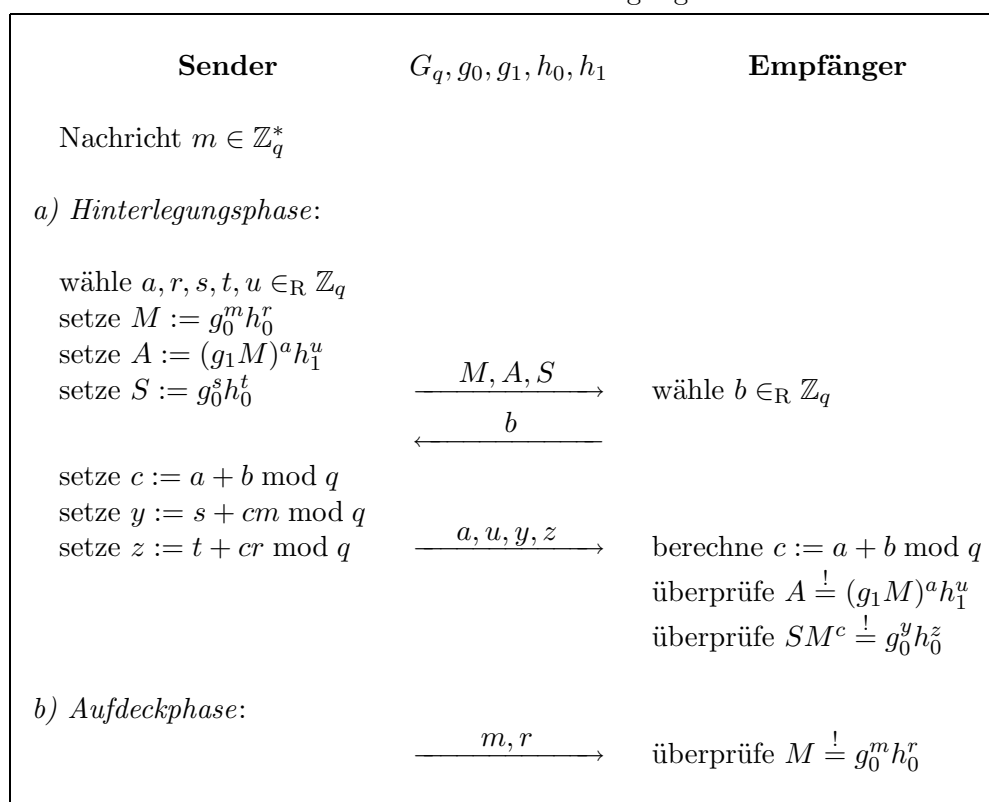 Sender G_q, g_0, g_1, h_0, h_1 Empfänger
Nachricht m ∈ ℤ_q^*
a) Hinterlegungsphase:
wähle a, r, s, t, u ∈_R ℤ_q
setze M := g_0^m h_0^r
setze A := (g_1 M)^a h_1^u
setze S := g_0^s h_0^t M, A, S wähle b ∈_R ℤ_q
b
setze c := a + b mod q
setze y := s + cm mod q
setze z := t + cr mod q a, u, y, z berechne c := a + b mod q
überprüfe A =^! (g_1 M)^a h_1^u
überprüfe SM^c =^! g_0^y h_0^z
b) Aufdeckphase:
m, r überprüfe M =^! g_0^m h_0^r